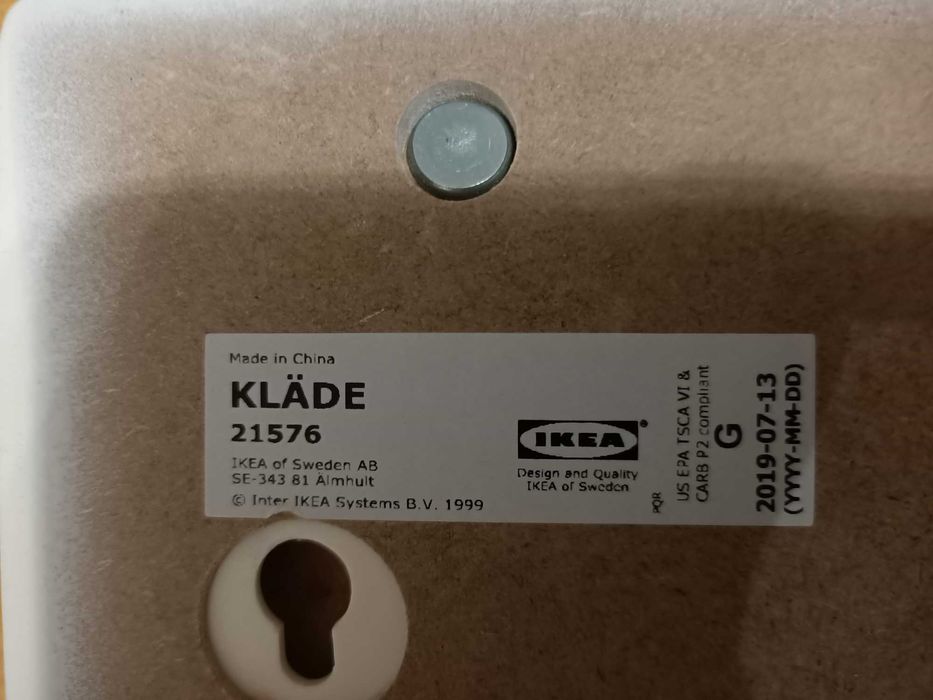 Made in China
KLÄDE
21576
IKEA of Sweden AB
SE-343 81 Älmhult
© Inter IKEA Systems B.V. 1999
IKEA®
Design and Quality
IKEA of Sweden
PQR
US EPA TSCA VI &
CARB P2 compliant
G
2019-07-13
(YYYY-MM-DD)